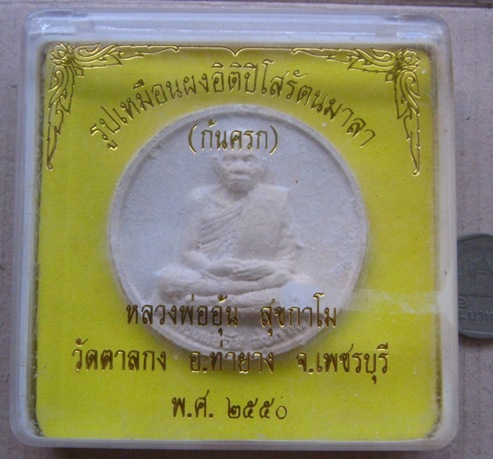 รูปเหมือนผงอิติปิโสรัตนมาลา
(ก้นครก)
หลวงพ่ออุ้น สุขกาโม
วัดตาลกง อ.ท่ายาง จ.เพชรบุรี
พ.ศ. ๒๕๕๐